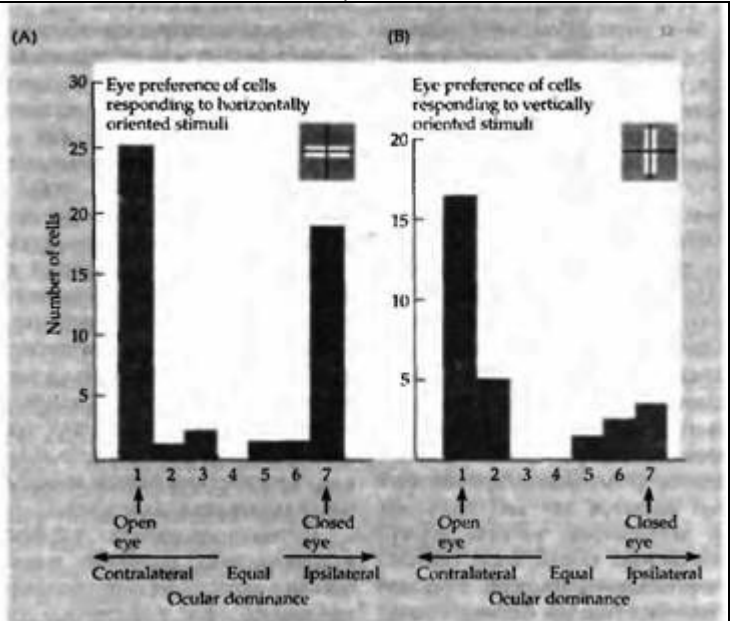 (A)
Eye preference of cells
responding to horizontally
oriented stimuli
30
25
20
15
10
5
Number of cells
1 2 3 4 5 6 7
Open
eye
Closed
eye
Contralateral Equal Ipsilateral
Ocular dominance
(B)
12
Eye preference of cells
responding to vertically
oriented stimuli
20
15
10
5
1 2 3 4 5 6 7
Open
eye
Closed
eye
Contralateral Equal Ipsilateral
Ocular dominance